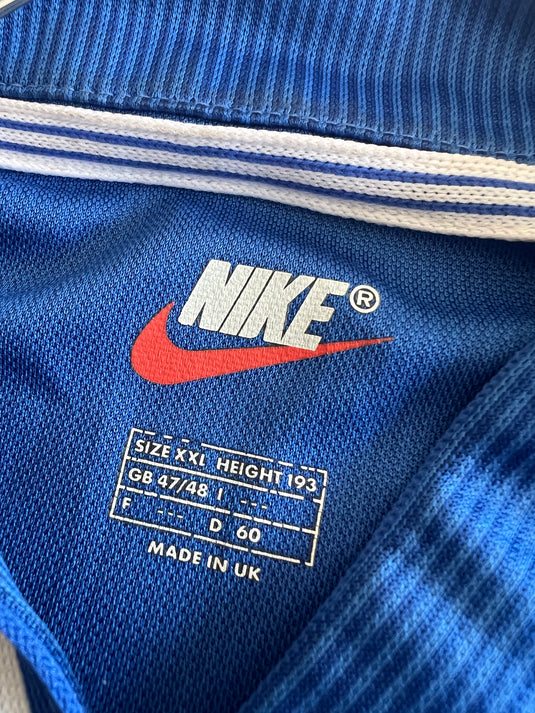 NIKE®
SIZE XXL HEIGHT 193
GB 47/48 I ---
F --- D 60
MADE IN UK